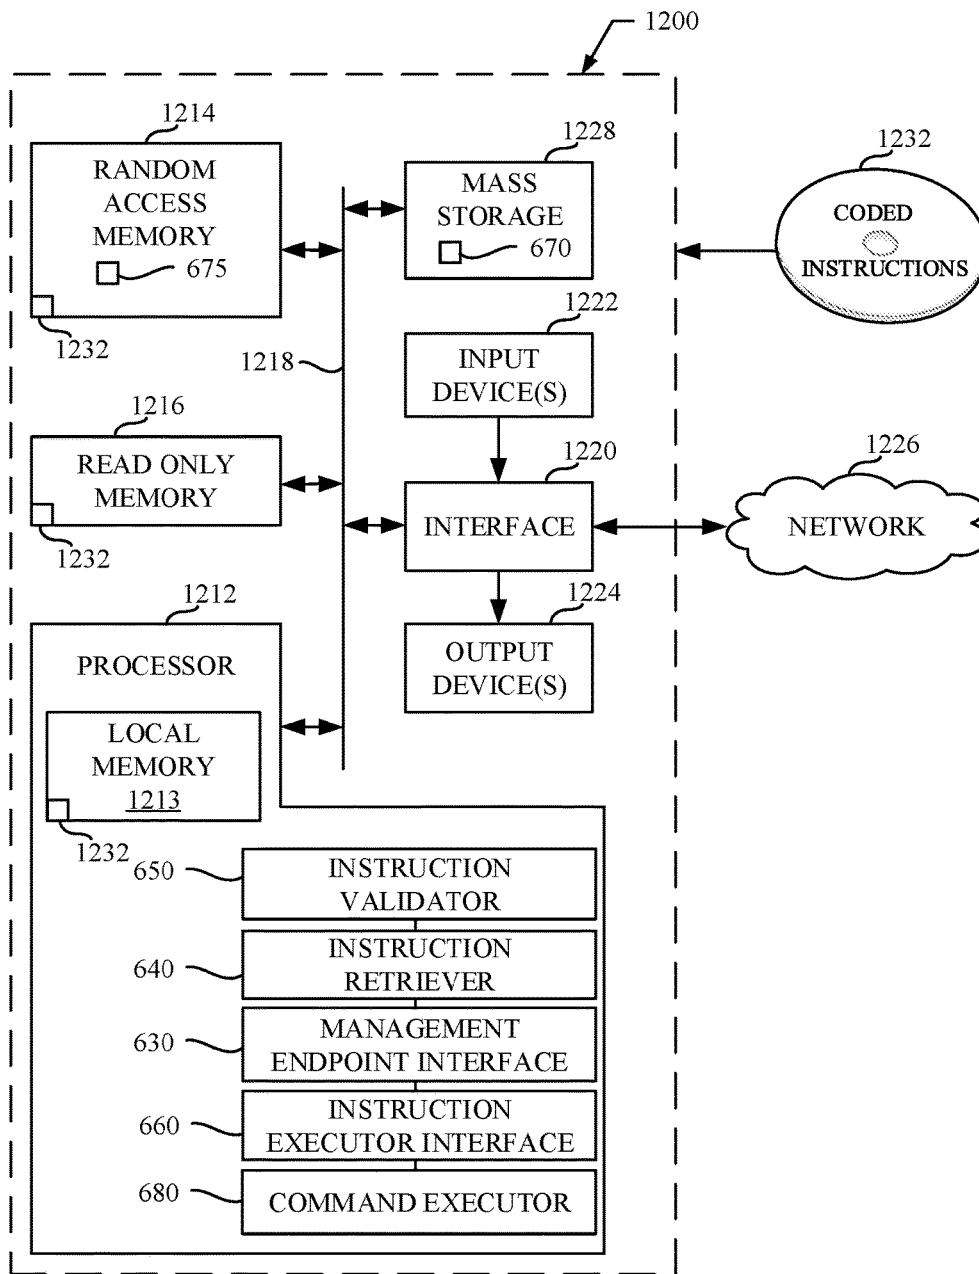 1200
1214
RANDOM
ACCESS
MEMORY
675
1232
1228
MASS
STORAGE
670
1232
CODED
INSTRUCTIONS
1218
1222
INPUT
DEVICE(S)
1216
READ ONLY
MEMORY
1232
1220
INTERFACE
1226
NETWORK
1212
PROCESSOR
1224
OUTPUT
DEVICE(S)
LOCAL
MEMORY
1213
1232
650
INSTRUCTION
VALIDATOR
640
INSTRUCTION
RETRIEVER
630
MANAGEMENT
ENDPOINT INTERFACE
660
INSTRUCTION
EXECUTOR INTERFACE
680
COMMAND EXECUTOR